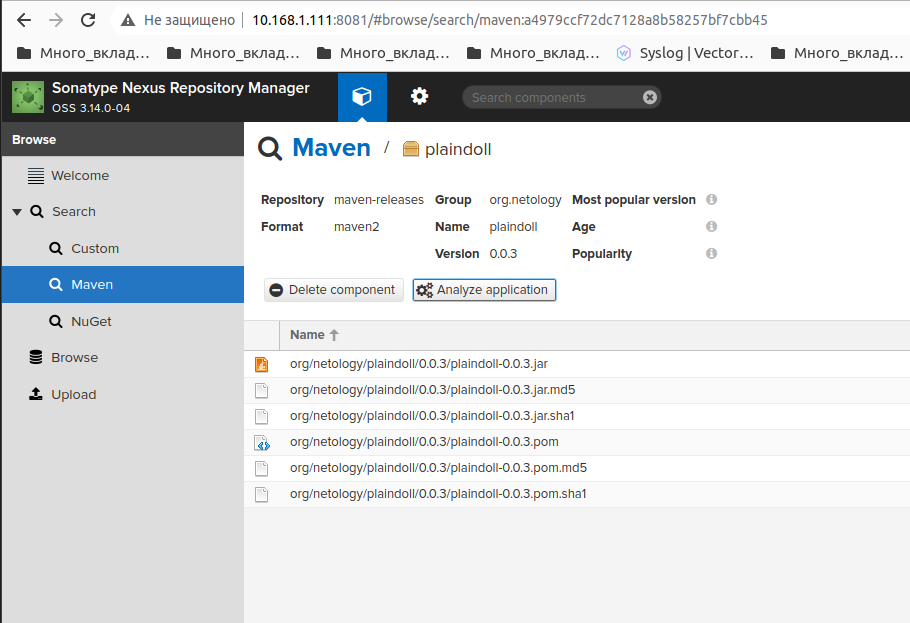 Не защищено 10.168.1.111:8081/#browse/search/maven:a4979ccf72dc7128a8b58257bf7cbb45
Много_вклад... Много_вклад... Много_вклад... Много_вклад... Syslog | Vector... Много_вклад...
Sonatype Nexus Repository Manager
OSS 3.14.0-04
Search components
Browse
Welcome
Search
Custom
Maven
NuGet
Browse
Upload
Maven / plaindoll
Repository maven-releases Group org.netology Most popular version
Format maven2 Name plaindoll Age
Version 0.0.3 Popularity
Delete component Analyze application
Name
org/netology/plaindoll/0.0.3/plaindoll-0.0.3.jar
org/netology/plaindoll/0.0.3/plaindoll-0.0.3.jar.md5
org/netology/plaindoll/0.0.3/plaindoll-0.0.3.jar.sha1
org/netology/plaindoll/0.0.3/plaindoll-0.0.3.pom
org/netology/plaindoll/0.0.3/plaindoll-0.0.3.pom.md5
org/netology/plaindoll/0.0.3/plaindoll-0.0.3.pom.sha1